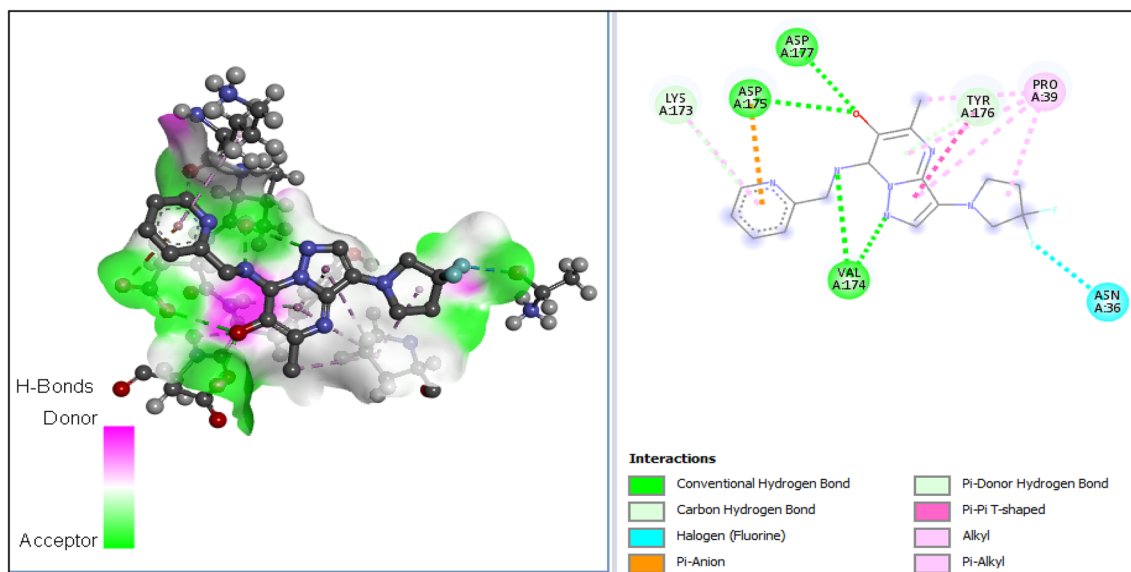 H-Bonds
Donor
Acceptor
ASP
A:177
LYS
A:173
ASP
A:175
TYR
A:176
PRO
A:39
N
O
N
N
N
N
N
F
F
VAL
A:174
ASN
A:36
Interactions
Conventional Hydrogen Bond
Carbon Hydrogen Bond
Halogen (Fluorine)
Pi-Anion
Pi-Donor Hydrogen Bond
Pi-Pi T-shaped
Alkyl
Pi-Alkyl